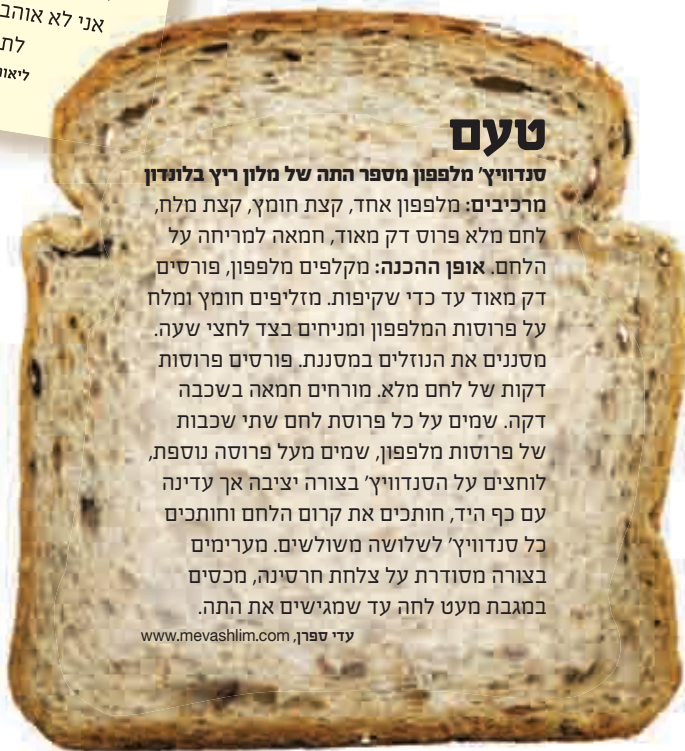 אני לא אוהב
טעם
סנדוויץ' מלפפון מספר התה של מלון ריץ בלונדון
מרכיבים: מלפפון אחד, קצת חומץ, קצת מלח,
לחם מלא פרוס דק מאוד, חמאה למריחה על
הלחם. אופן ההכנה: מקלפים מלפפון, פורסים
דק מאוד עד כדי שקיפות. מזליפים חומץ ומלח
על פרוסות המלפפון ומניחים בצד לחצי שעה.
מסננים את הנוזלים במסננת. פורסים פרוסות
דקות של לחם מלא. מורחים חמאה בשכבה
דקה. שמים על כל פרוסת לחם שתי שכבות
של פרוסות מלפפון, שמים מעל פרוסה נוספת,
לוחצים על הסנדוויץ' בצורה יציבה אך עדינה
עם כף היד, חותכים את קרום הלחם וחותכים
כל סנדוויץ' לשלושה משולשים. מערימים
בצורה מסודרת על צלחת חרסינה, מכסים
במגבת מעט לחה עד שמגישים את התה.
עדי ספרן, www.mevashlim.com